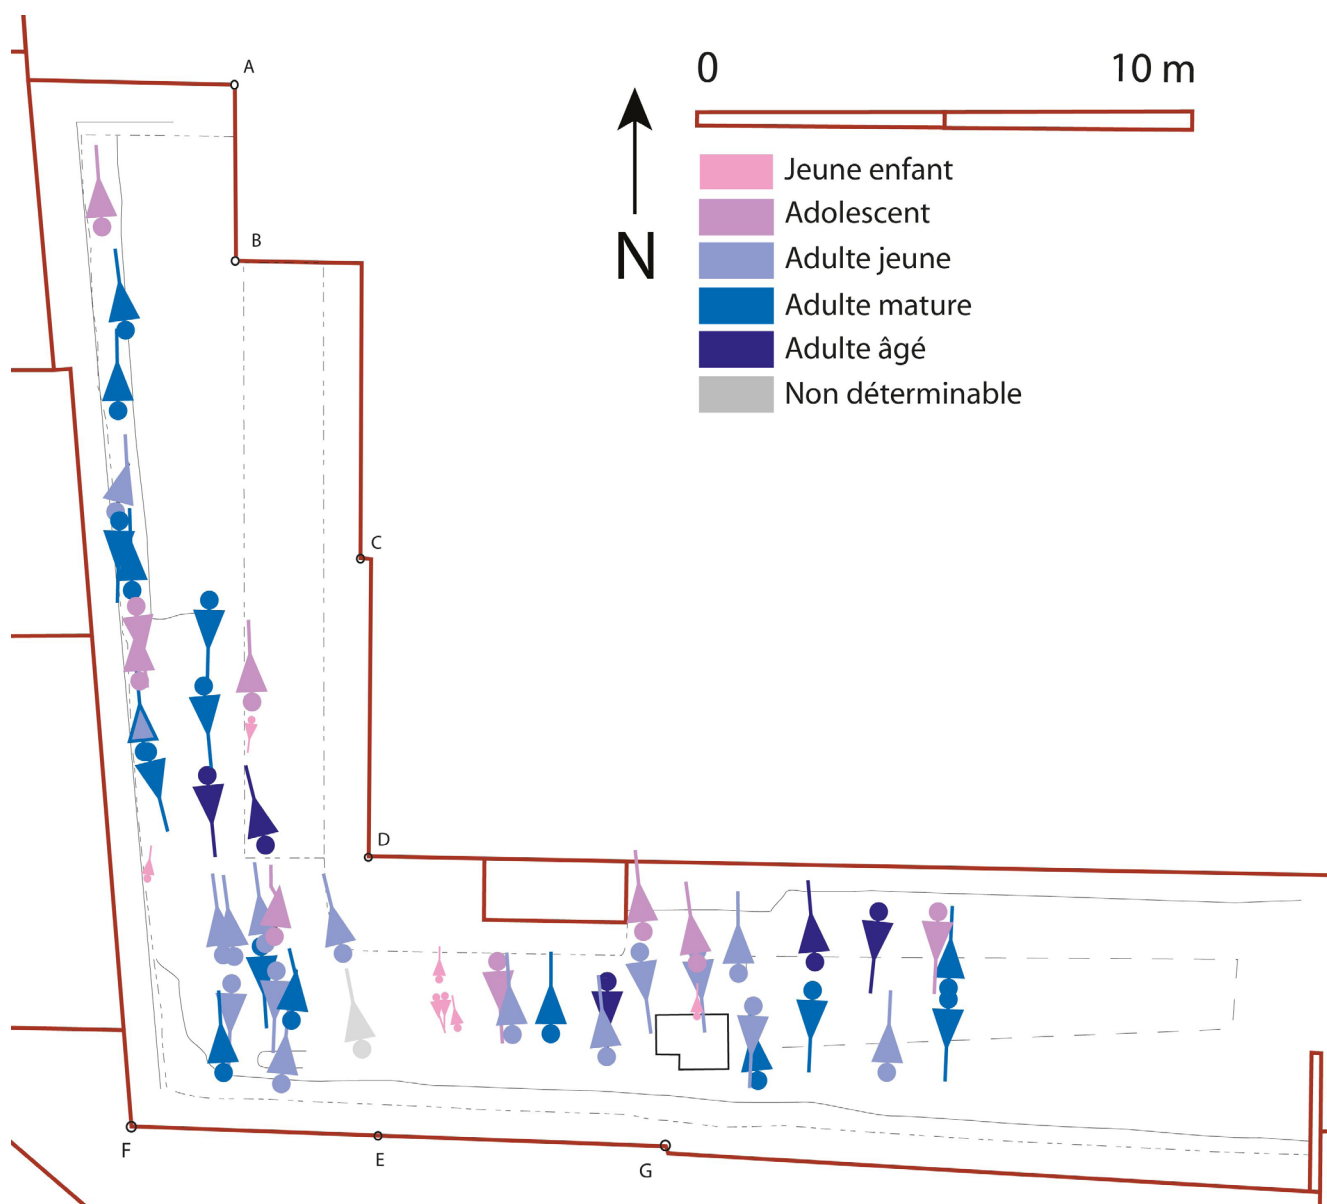 A
0 10 m
Jeune enfant
Adolescent
B
N
Adulte jeune
Adulte mature
Adulte âgé
Non déterminable
C
D
F
E
G